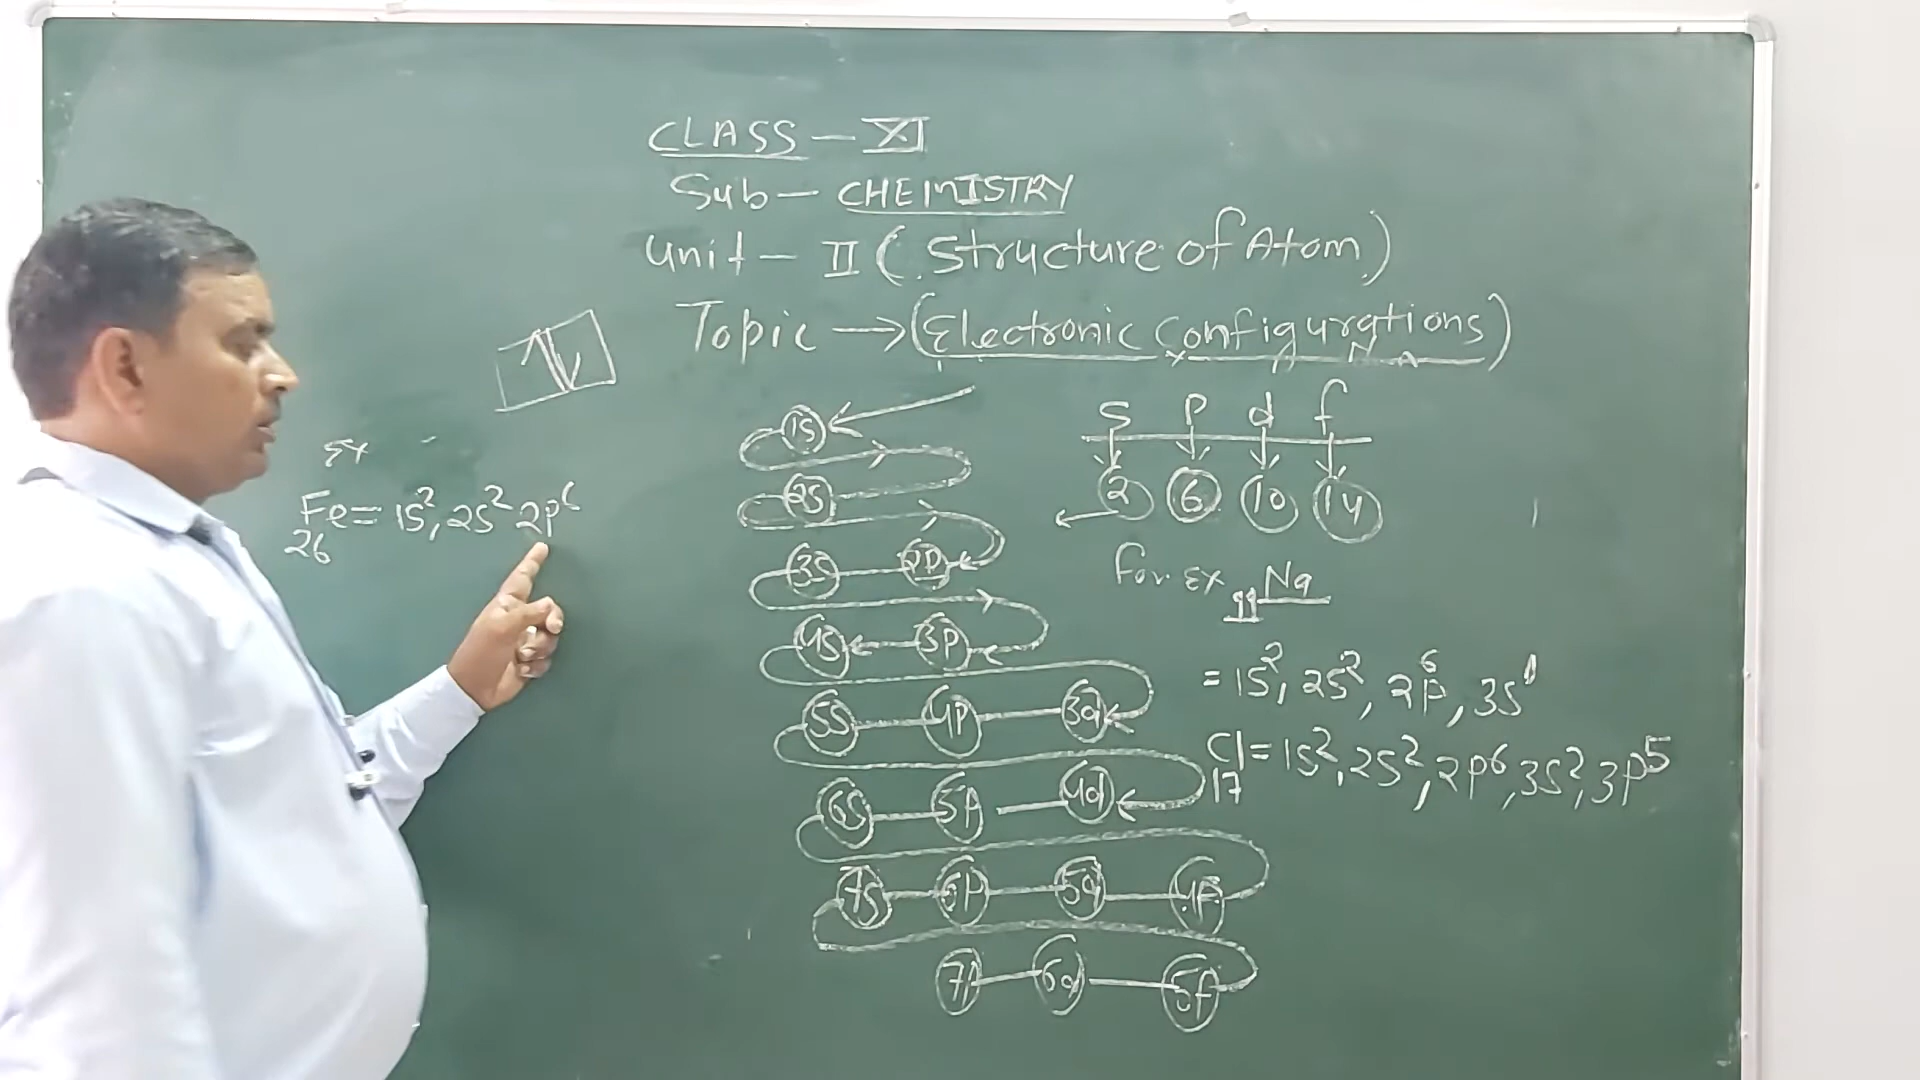 CLASS - XI
Sub - CHEMISTRY
Unit - II (Structure of Atom)
Topic → (Electronic Configurations)
Ex
₂₆Fe = 1s², 2s² 2p⁶
1s
2s
3s 2p
4s 3p
5s 4p 3d
6s 5p 4d
7s 6p 5d 4f
7p 6d 5f
s p d f
2 6 10 14
for Ex ₁₁Na
= 1s², 2s², 2p⁶, 3s¹
₁₇Cl = 1s², 2s², 2p⁶, 3s², 3p⁵